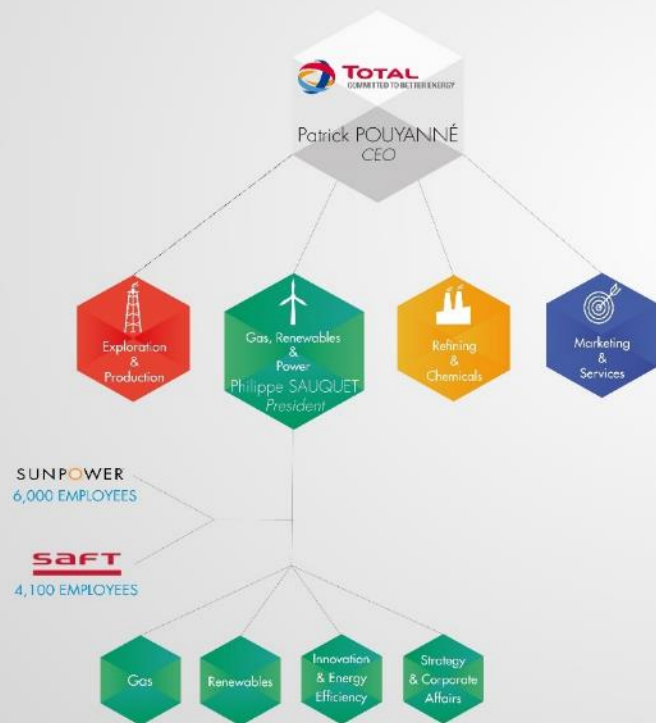 TOTAL
COMMITTED TO BETTER ENERGY
Patrick POUYANNÉ
CEO
Exploration
&
Production
Gas, Renewables
&
Power
Philippe SAUQUET
President
Refining
&
Chemicals
Marketing
&
Services
SUNPOWER
6,000 EMPLOYEES
SAFT
4,100 EMPLOYEES
Gas
Renewables
Innovation
& Energy
Efficiency
Strategy
& Corporate
Affairs